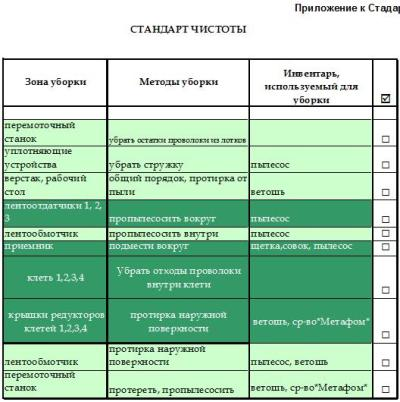 Приложение к Стадар
СТАНДАРТ ЧИСТОТЫ
Зона уборки Методы уборки Инвентарь,
используемый для
уборки ☑
перемоточный
станок убрать остатки проволоки из лотков ☐
уплотняющие
устройства убрать стружку пылесос ☐
верстак, рабочий
стол общий порядок, протирка от
пыли ветошь ☐
лентоотдатчики 1, 2,
3 пропылесосить вокруг пылесос ☐
лентообмотчик пропылесосить внутри пылесос ☐
приемник подмести вокруг щетка,совок, пылесос ☐
клеть 1,2,3,4 Убрать отходы проволоки
внутри клети ☐
крышки редукторов
клетей 1,2,3,4 протирка наружной
поверхности ветошь, ср-во*Метафом* ☐
лентообмотчик протирка наружной
поверхности пылесос, ветошь ☐
перемоточный
станок протереть, пропылесосить ветошь, ср-во*Метафом* ☐